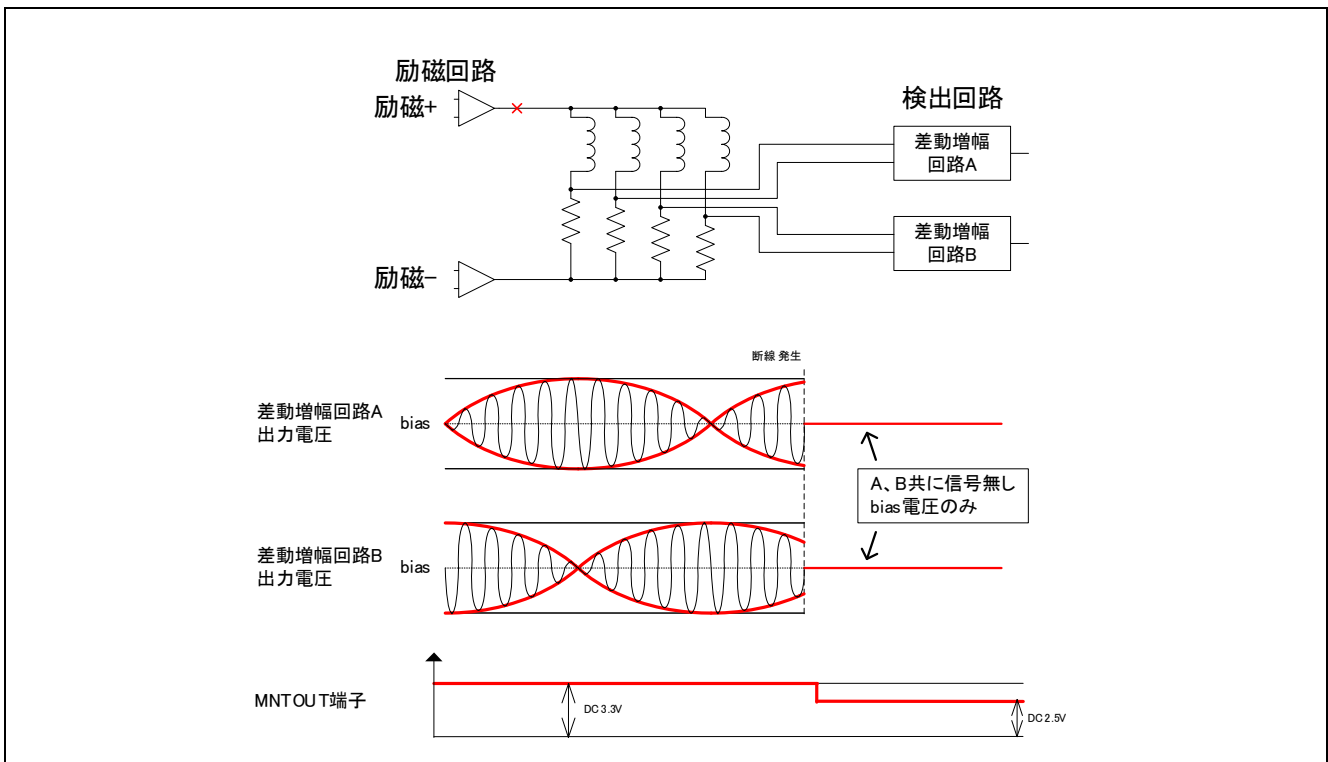 励磁回路
励磁+
検出回路
差動増幅
回路A
差動増幅
回路B
励磁-
断線 発生
差動増幅回路A
出力電圧
bias
A、B共に信号無し
bias電圧のみ
差動増幅回路B
出力電圧
bias
MNTOUT端子
DC 3.3V
DC 2.5V